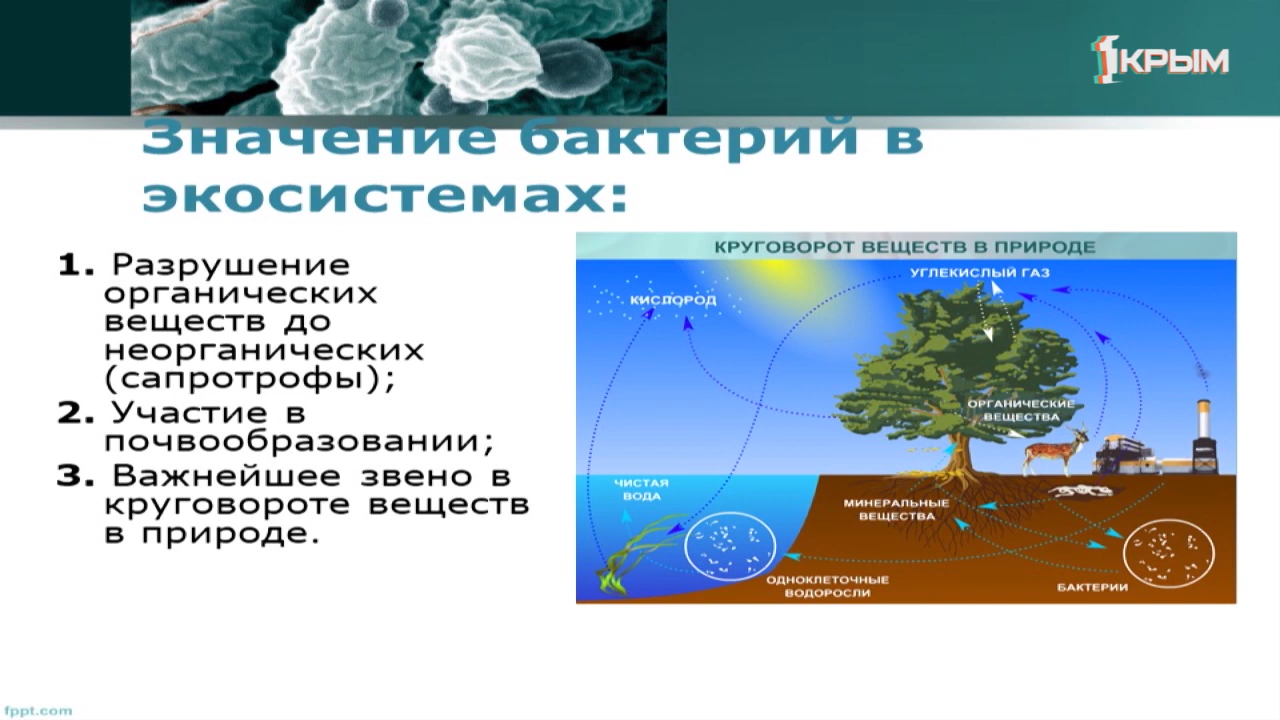 1КРЫМ
Значение бактерий в
экосистемах:
1. Разрушение
органических
веществ до
неорганических
(сапротрофы);
2. Участие в
почвообразовании;
3. Важнейшее звено в
круговороте веществ
в природе.
КРУГОВОРОТ ВЕЩЕСТВ В ПРИРОДЕ
УГЛЕКИСЛЫЙ ГАЗ
КИСЛОРОД
ОРГАНИЧЕСКИЕ
ВЕЩЕСТВА
ЧИСТАЯ
ВОДА
МИНЕРАЛЬНЫЕ
ВЕЩЕСТВА
ОДНОКЛЕТОЧНЫЕ
ВОДОРОСЛИ
БАКТЕРИИ
fppt.com